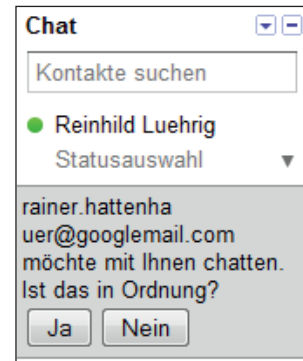 Chat
Kontakte suchen
Reinhild Luehrig
Statusauswahl
rainer.hattenha
uer@googlemail.com
möchte mit Ihnen chatten.
Ist das in Ordnung?
Ja Nein